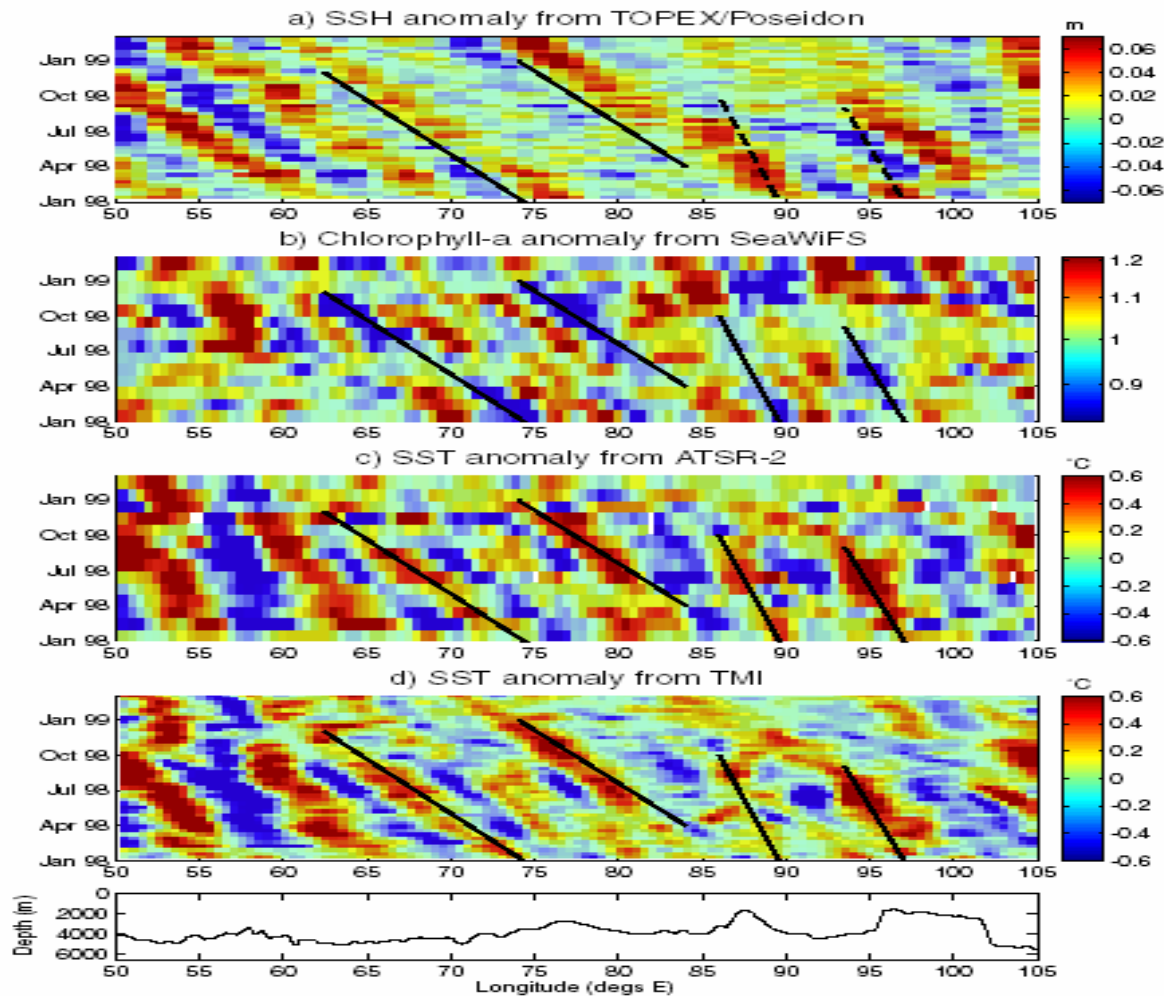 a) SSH anomaly from TOPEX/Poseidon
m
Jan 99
Oct 98
Jul 98
Apr 98
Jan 98
50 55 60 65 70 75 80 85 90 95 100 105
0.06
0.04
0.02
0
-0.02
-0.04
-0.06
b) Chlorophyll-a anomaly from SeaWiFS
Jan 99
Oct 98
Jul 98
Apr 98
Jan 98
50 55 60 65 70 75 80 85 90 95 100 105
1.2
1.1
1
0.9
c) SST anomaly from ATSR-2
°C
Jan 99
Oct 98
Jul 98
Apr 98
Jan 98
50 55 60 65 70 75 80 85 90 95 100 105
0.6
0.4
0.2
0
-0.2
-0.4
-0.6
d) SST anomaly from TMI
°C
Jan 99
Oct 98
Jul 98
Apr 98
Jan 98
50 55 60 65 70 75 80 85 90 95 100 105
0.6
0.4
0.2
0
-0.2
-0.4
-0.6
Depth (m)
0
2000
4000
6000
50 55 60 65 70 75 80 85 90 95 100 105
Longitude (degs E)